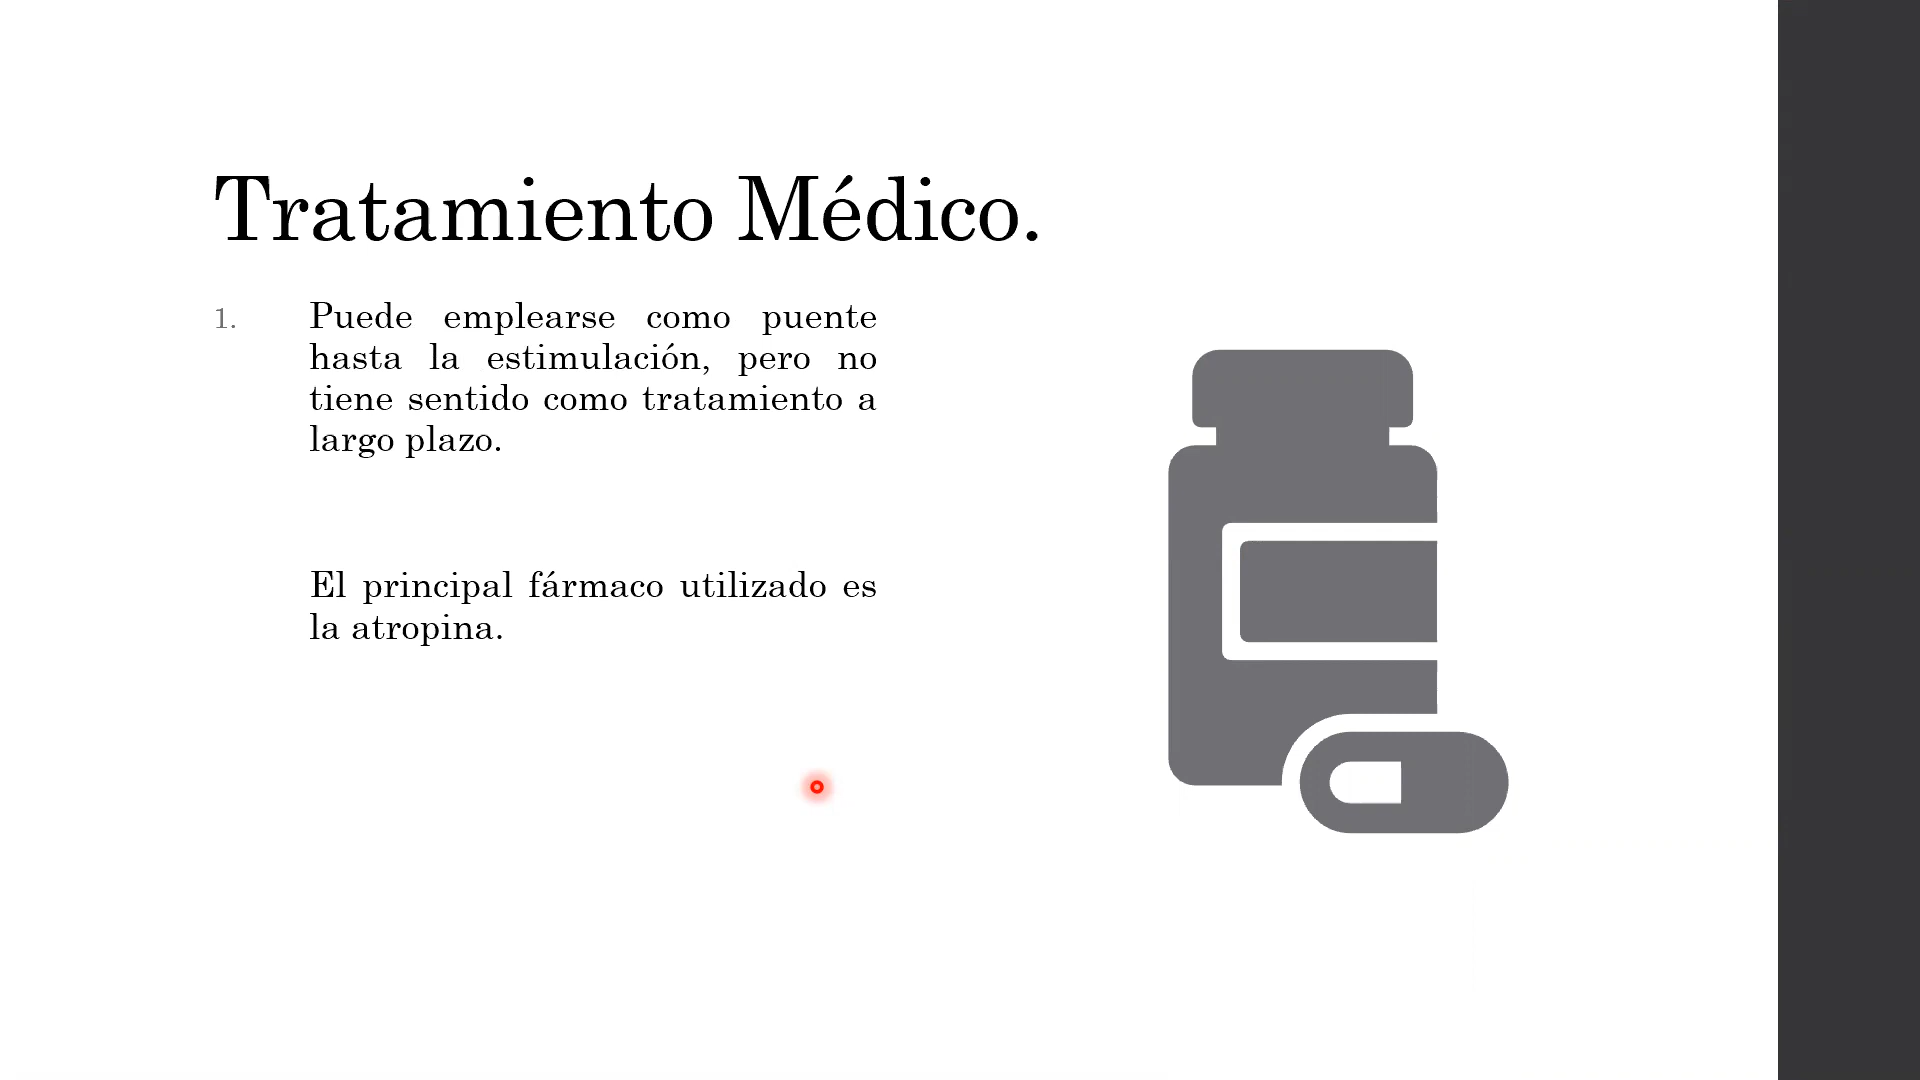 Tratamiento Médico.
1. Puede emplearse como puente
hasta la estimulación, pero no
tiene sentido como tratamiento a
largo plazo.
El principal fármaco utilizado es
la atropina.